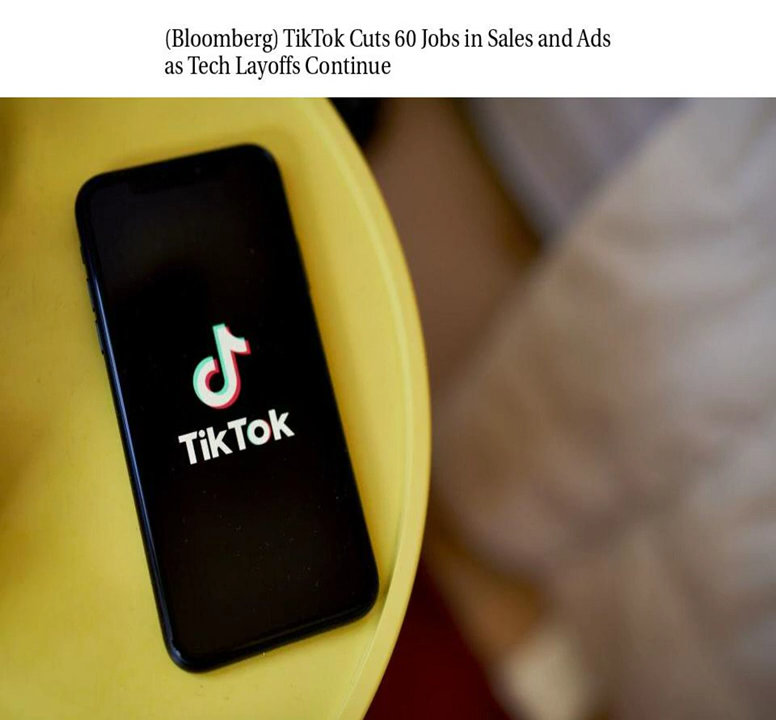 (Bloomberg) TikTok Cuts 60 Jobs in Sales and Ads
as Tech Layoffs Continue
TikTok